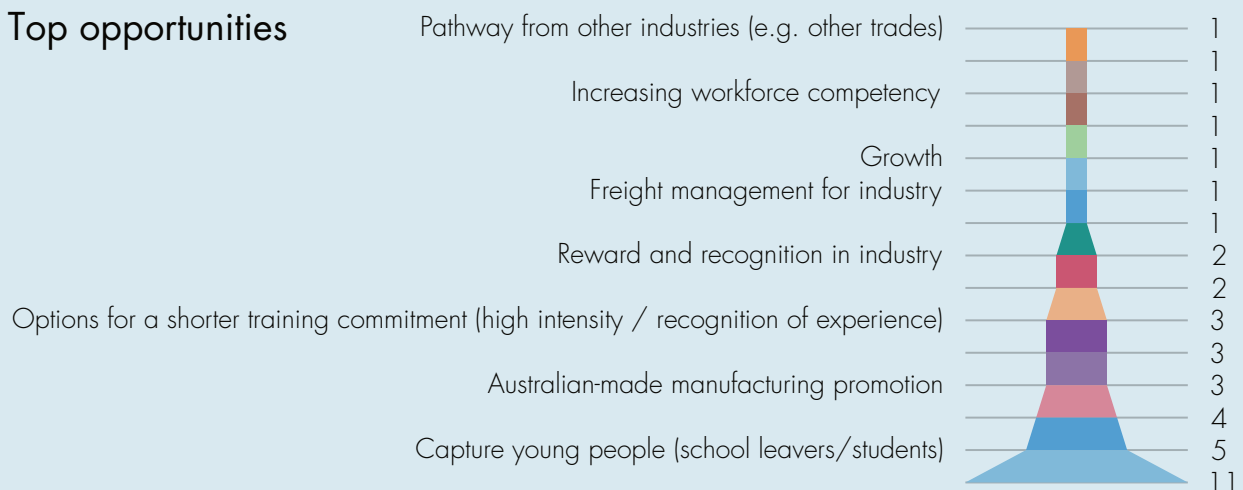 Top opportunities
Pathway from other industries (e.g. other trades) 1
1
Increasing workforce competency 1
1
Growth 1
Freight management for industry 1
1
Reward and recognition in industry 2
2
Options for a shorter training commitment (high intensity / recognition of experience) 3
3
Australian-made manufacturing promotion 3
4
Capture young people (school leavers/students) 5
11